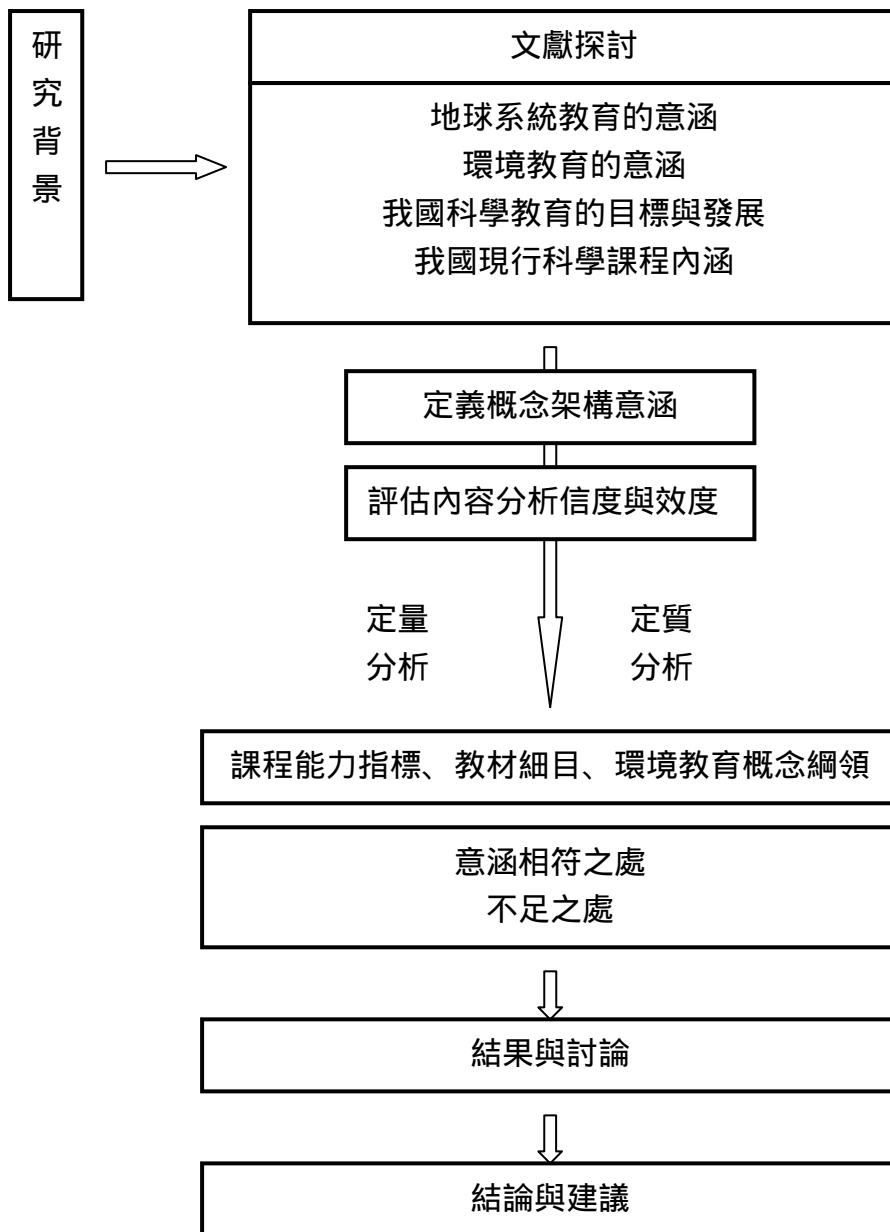 研究背景
文獻探討
地球系統教育的意涵
環境教育的意涵
我國科學教育的目標與發展
我國現行科學課程內涵
定義概念架構意涵
評估內容分析信度與效度
定量
分析
定質
分析
課程能力指標、教材細目、環境教育概念綱領
意涵相符之處
不足之處
結果與討論
結論與建議